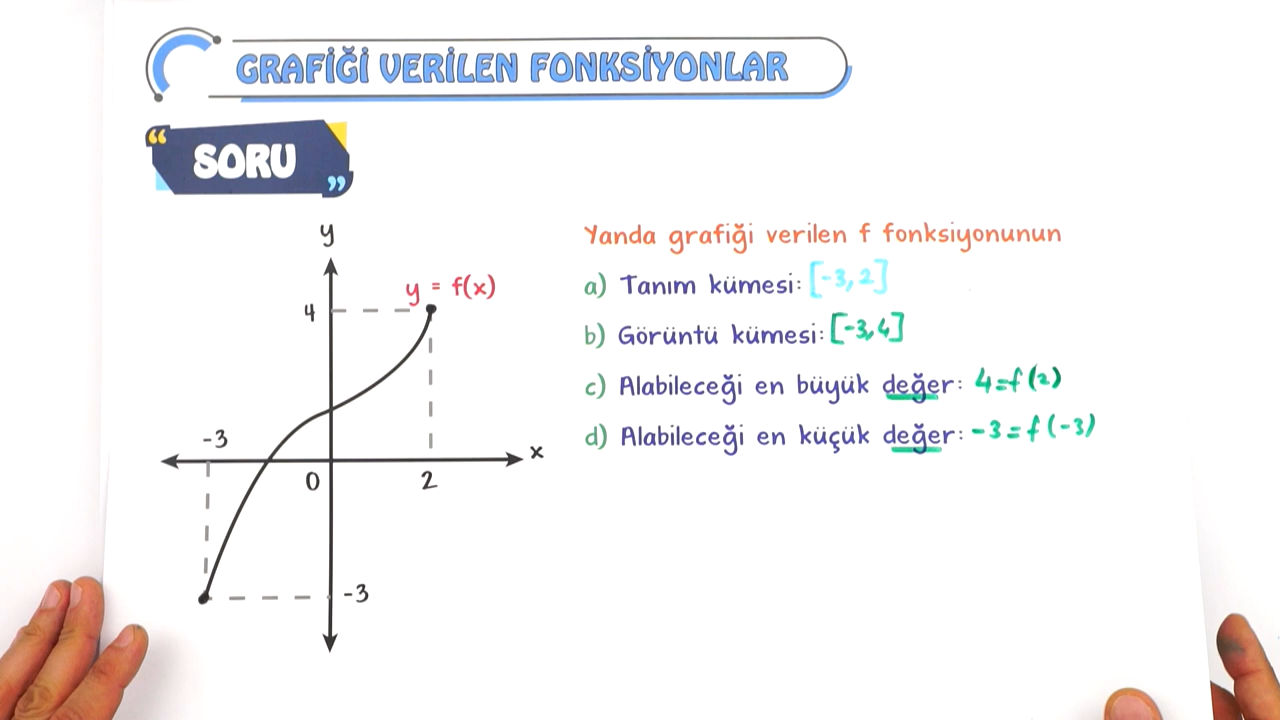 GRAFİĞİ VERİLEN FONKSİYONLAR
“ SORU ”
y
4
y = f(x)
-3
x
0
2
-3
Yanda grafiği verilen f fonksiyonunun
a) Tanım kümesi: [-3,2]
b) Görüntü kümesi: [-3,4]
c) Alabileceği en büyük değer: 4=f(2)
d) Alabileceği en küçük değer: -3=f(-3)